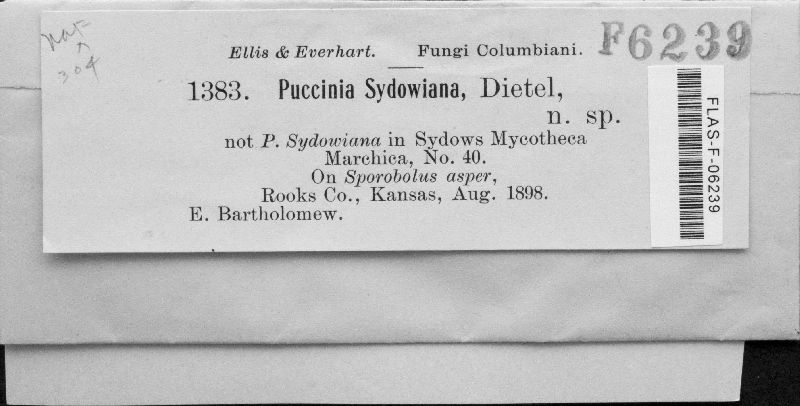 Ellis & Everhart. Fungi Columbiani.
F6239
1383. Puccinia Sydowiana, Dietel,
n. sp.
not P. Sydowiana in Sydows Mycotheca
Marchica, No. 40.
On Sporobolus asper,
Rooks Co., Kansas, Aug. 1898.
E. Bartholomew.
FLAS-F-06239
304